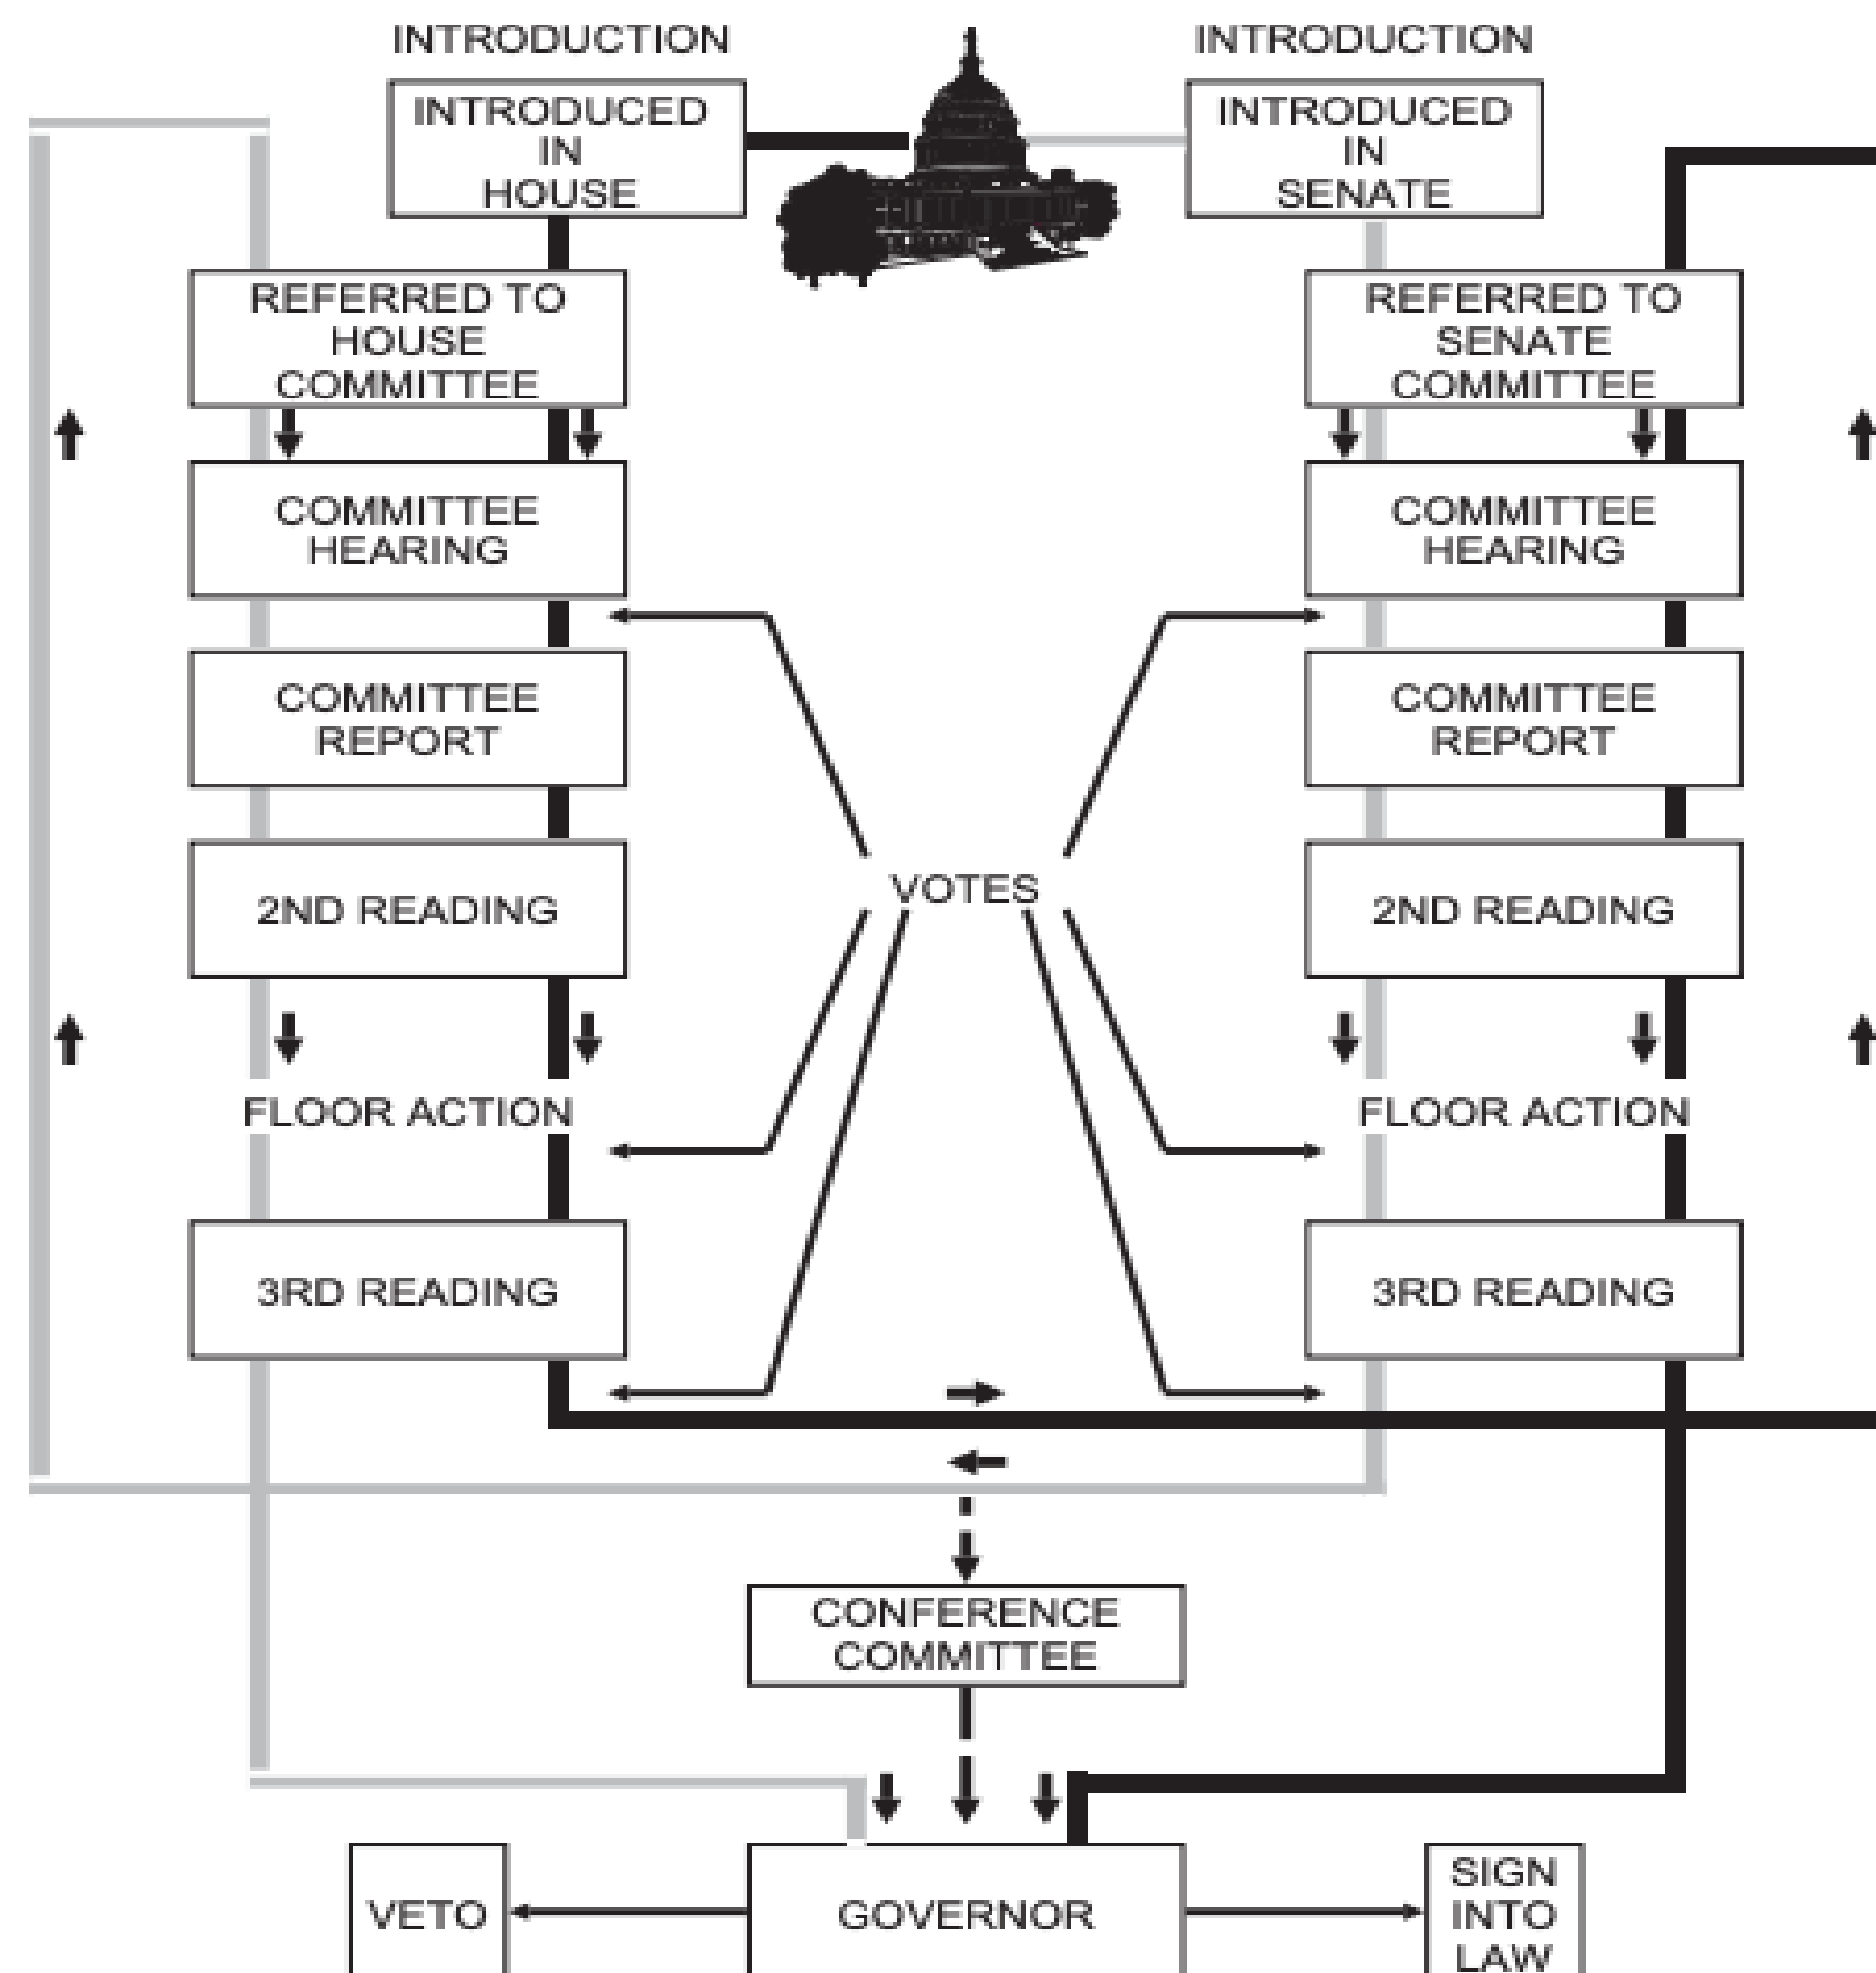 INTRODUCTION
INTRODUCED
IN
HOUSE
INTRODUCTION
INTRODUCED
IN
SENATE
REFERRED TO
HOUSE
COMMITTEE
REFERRED TO
SENATE
COMMITTEE
COMMITTEE
HEARING
COMMITTEE
HEARING
COMMITTEE
REPORT
COMMITTEE
REPORT
VOTES
2ND READING
2ND READING
FLOOR ACTION
FLOOR ACTION
3RD READING
3RD READING
CONFERENCE
COMMITTEE
VETO
GOVERNOR
SIGN
INTO
LAW